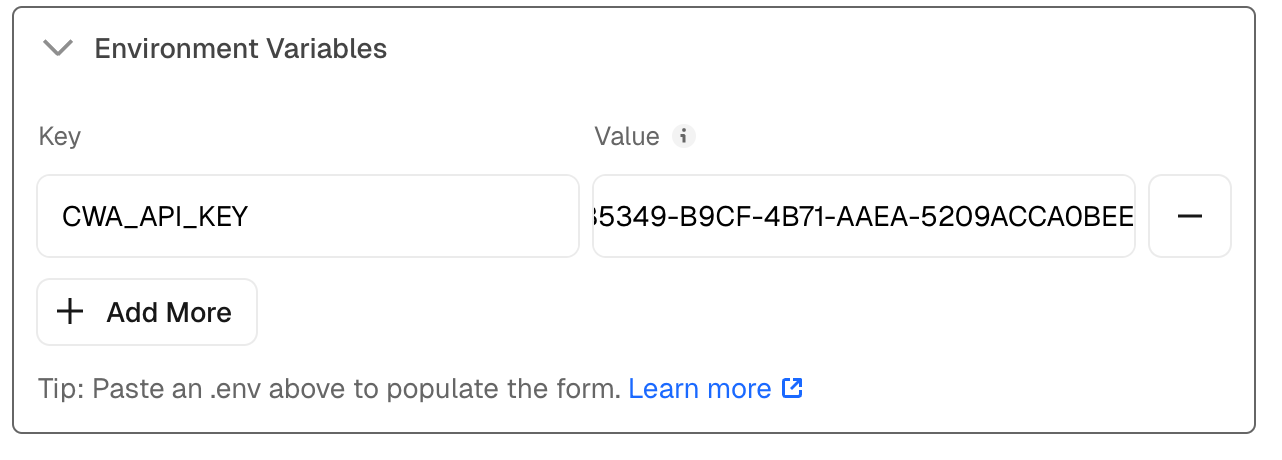 Environment Variables
Key Value i
CWA_API_KEY 5349-B9CF-4B71-AAEA-5209ACCA0BEE
Add More
Tip: Paste an .env above to populate the form. Learn more